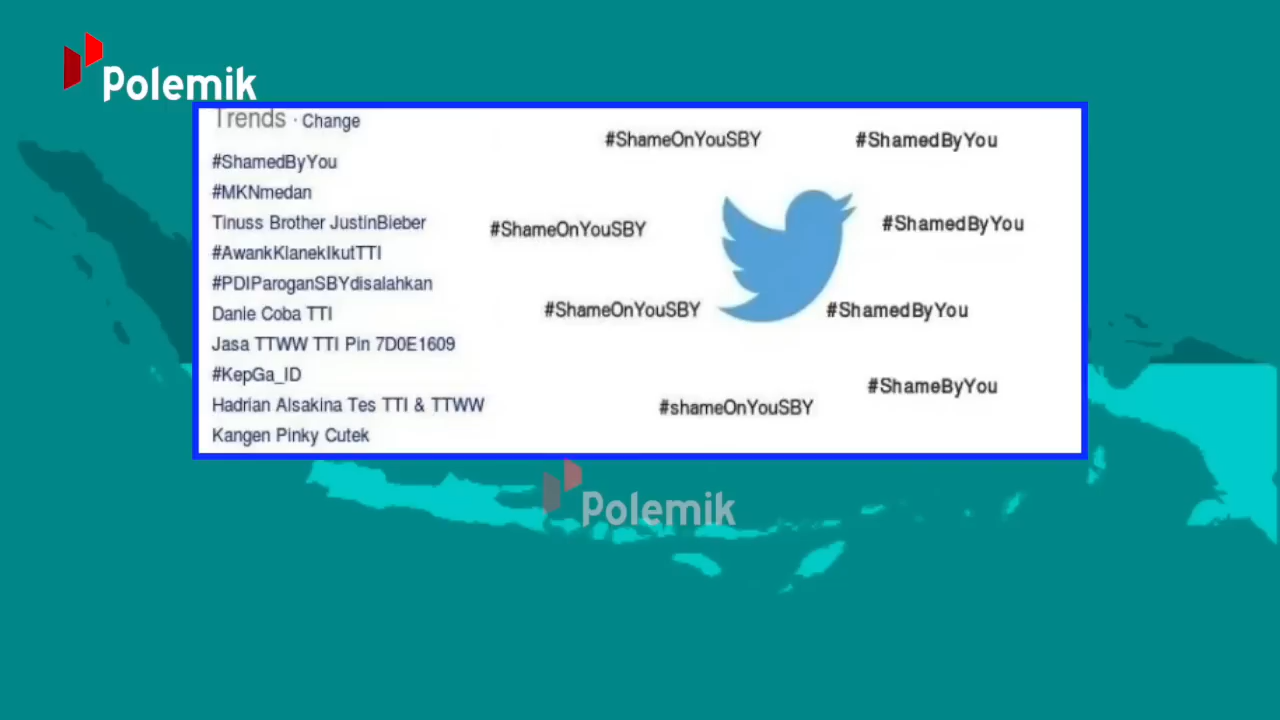 Polemik
Trends · Change
#ShamedByYou
#MKNmedan
Tinuss Brother JustinBieber
#AwankKlanekIkutTTI
#PDIParoganSBYdisalahkan
Danle Coba TTI
Jasa TTWW TTI Pin 7D0E1609
#KepGa_ID
Hadrian Alsakina Tes TTI & TTWW
Kangen Pinky Cutek
#ShameOnYouSBY
#ShamedByYou
#ShameOnYouSBY
#ShamedByYou
#ShameOnYouSBY
#ShamedByYou
#ShameByYou
#shameOnYouSBY
Polemik